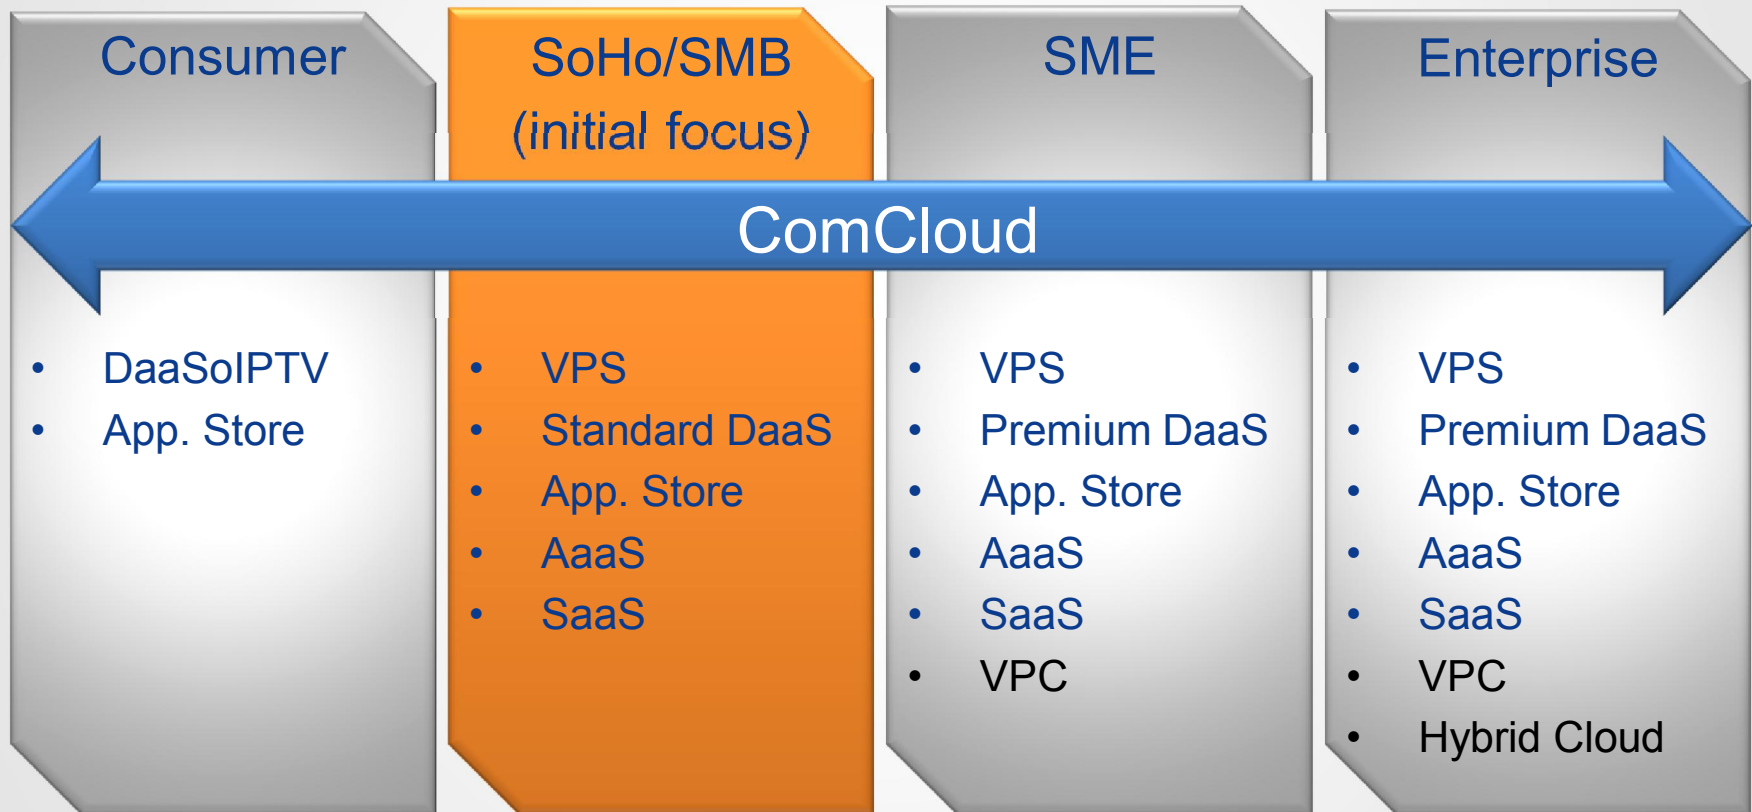 Consumer
SoHo/SMB
(initial focus)
SME
Enterprise
ComCloud
• DaaSoIPTV
• App. Store
• VPS
• Standard DaaS
• App. Store
• AaaS
• SaaS
• VPS
• Premium DaaS
• App. Store
• AaaS
• SaaS
• VPC
• VPS
• Premium DaaS
• App. Store
• AaaS
• SaaS
• VPC
• Hybrid Cloud